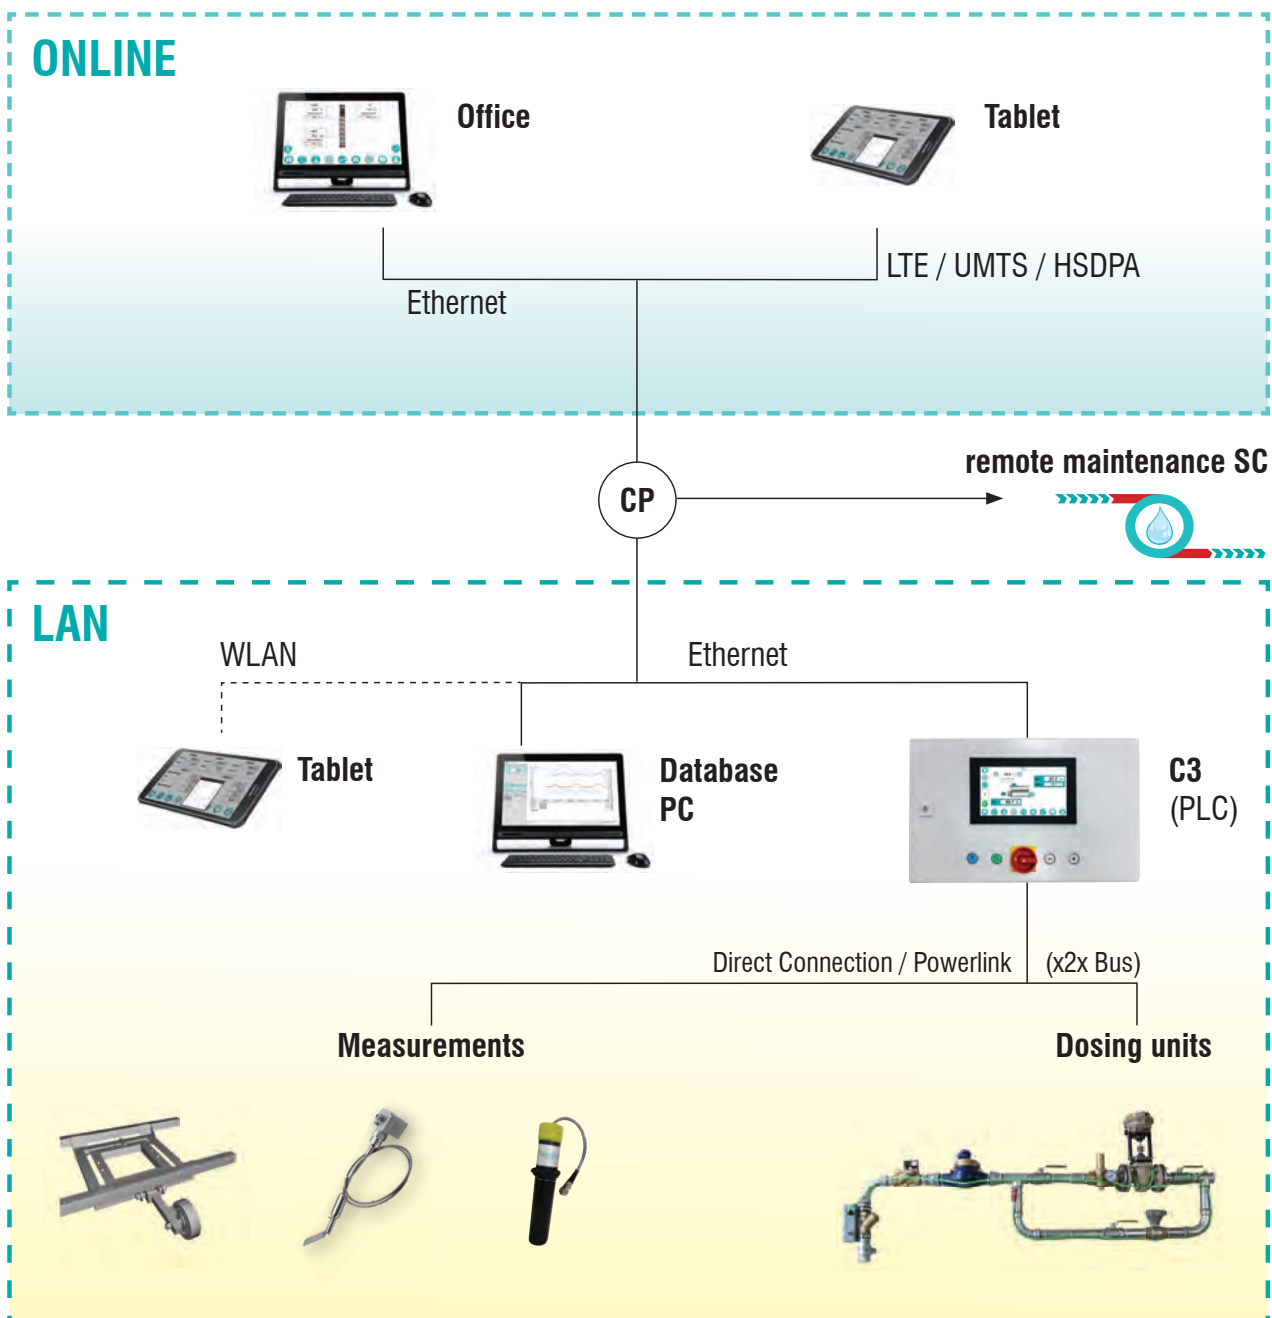 ONLINE
Office
Tablet
LTE / UMTS / HSDPA
Ethernet
remote maintenance SC
CP
LAN
WLAN
Ethernet
Tablet
Database
PC
C3
(PLC)
Direct Connection / Powerlink
(x2x Bus)
Measurements
Dosing units